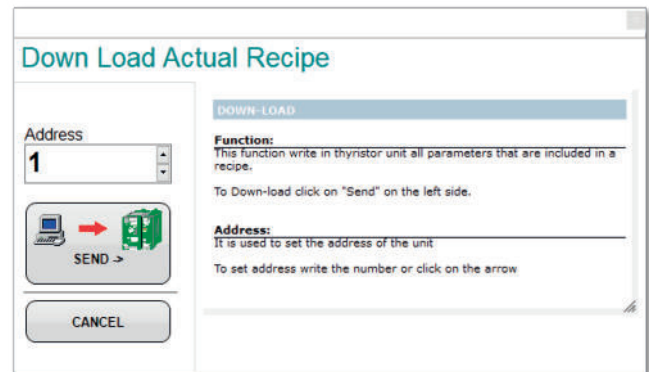 Down Load Actual Recipe
Address
1
SEND ->
CANCEL
DOWN-LOAD
Function:
This function write in thyristor unit all parameters that are included in a
recipe.
To Down-load click on "Send" on the left side.
Address:
It is used to set the address of the unit
To set address write the number or click on the arrow